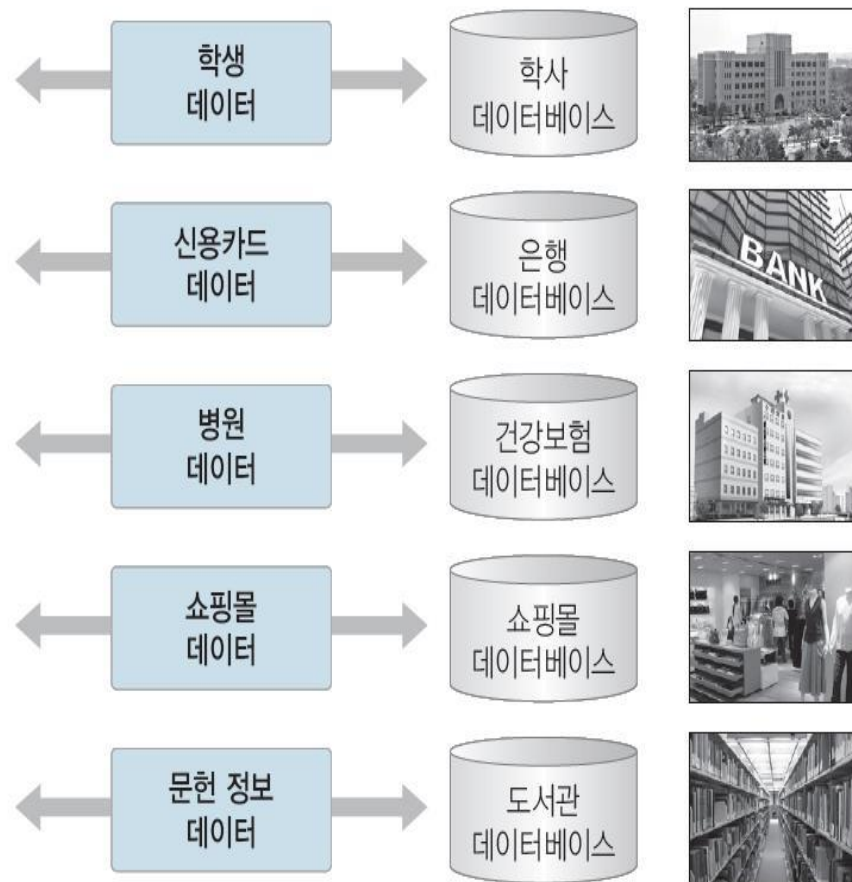 학생
데이터
학사
데이터베이스
신용카드
데이터
은행
데이터베이스
BANK
병원
데이터
건강보험
데이터베이스
쇼핑몰
데이터
쇼핑몰
데이터베이스
문헌 정보
데이터
도서관
데이터베이스